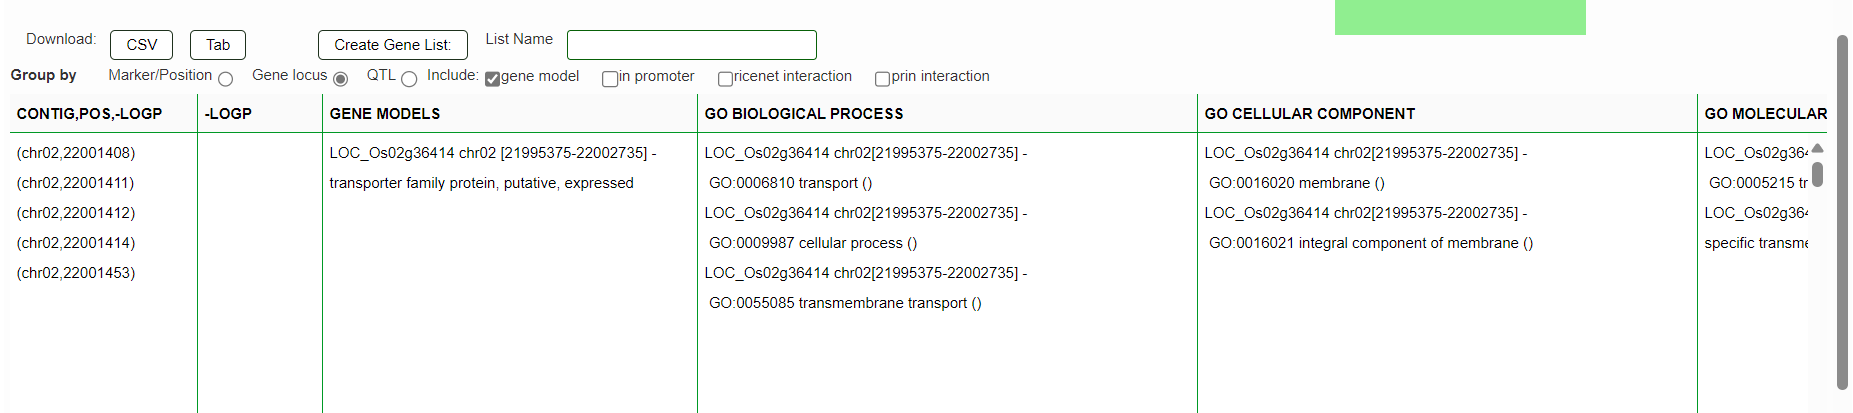 Download: CSV Tab Create Gene List: List Name
Group by Marker/Position Gene locus QTL Include: gene model in promoter ricenet interaction prin interaction
CONTIG,POS,-LOGP -LOGP GENE MODELS GO BIOLOGICAL PROCESS GO CELLULAR COMPONENT GO MOLECULAR
(chr02,22001408) LOC_Os02g36414 chr02 [21995375-22002735] - LOC_Os02g36414 chr02[21995375-22002735] - LOC_Os02g36414 chr02[21995375-22002735] - LOC_Os02g364
(chr02,22001411) transporter family protein, putative, expressed GO:0006810 transport () GO:0016020 membrane () GO:0005215 tr
(chr02,22001412) LOC_Os02g36414 chr02[21995375-22002735] - LOC_Os02g36414 chr02[21995375-22002735] - LOC_Os02g364
(chr02,22001414) GO:0009987 cellular process () GO:0016021 integral component of membrane () specific transme
(chr02,22001453) LOC_Os02g36414 chr02[21995375-22002735] -
GO:0055085 transmembrane transport ()